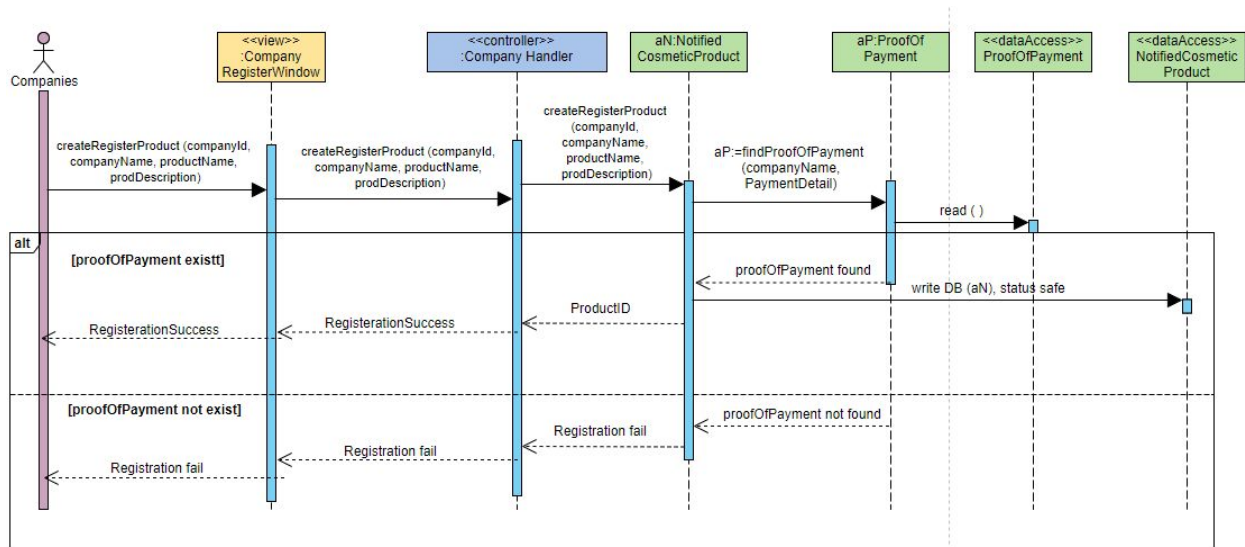 Companies
<<view>>
:Company
RegisterWindow
<<controller>>
:Company Handler
aN:Notified
CosmeticProduct
aP:ProofOf
Payment
<<dataAccess>>
ProofOfPayment
<<dataAccess>>
NotifiedCosmetic
Product
createRegisterProduct (companyId,
companyName, productName,
prodDescription)
createRegisterProduct (companyId,
companyName, productName,
prodDescription)
createRegisterProduct
(companyId,
companyName,
productName,
prodDescription)
aP:=findProofOfPayment
(companyName,
PaymentDetail)
read ( )
alt
[proofOfPayment existt]
proofOfPayment found
write DB (aN), status safe
ProductID
RegisterationSuccess
RegisterationSuccess
[proofOfPayment not exist]
proofOfPayment not found
Registration fail
Registration fail
Registration fail